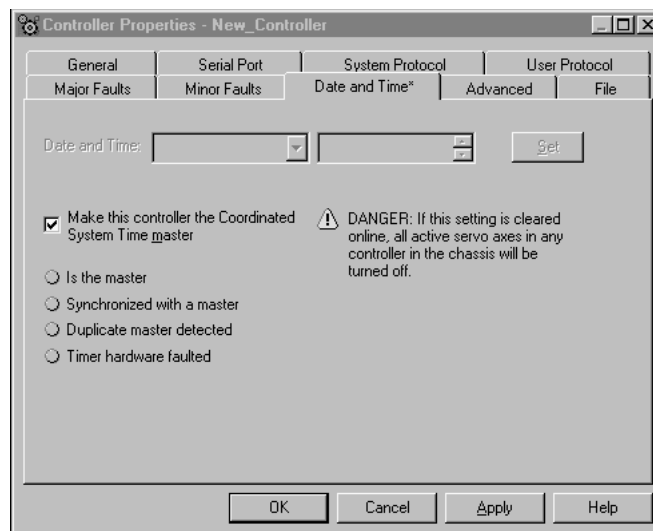 Controller Properties - New_Controller
General Serial Port System Protocol User Protocol
Major Faults Minor Faults Date and Time* Advanced File
Date and Time: Set
Make this controller the Coordinated
System Time master
DANGER: If this setting is cleared
online, all active servo axes in any
controller in the chassis will be
turned off.
Is the master
Synchronized with a master
Duplicate master detected
Timer hardware faulted
OK Cancel Apply Help